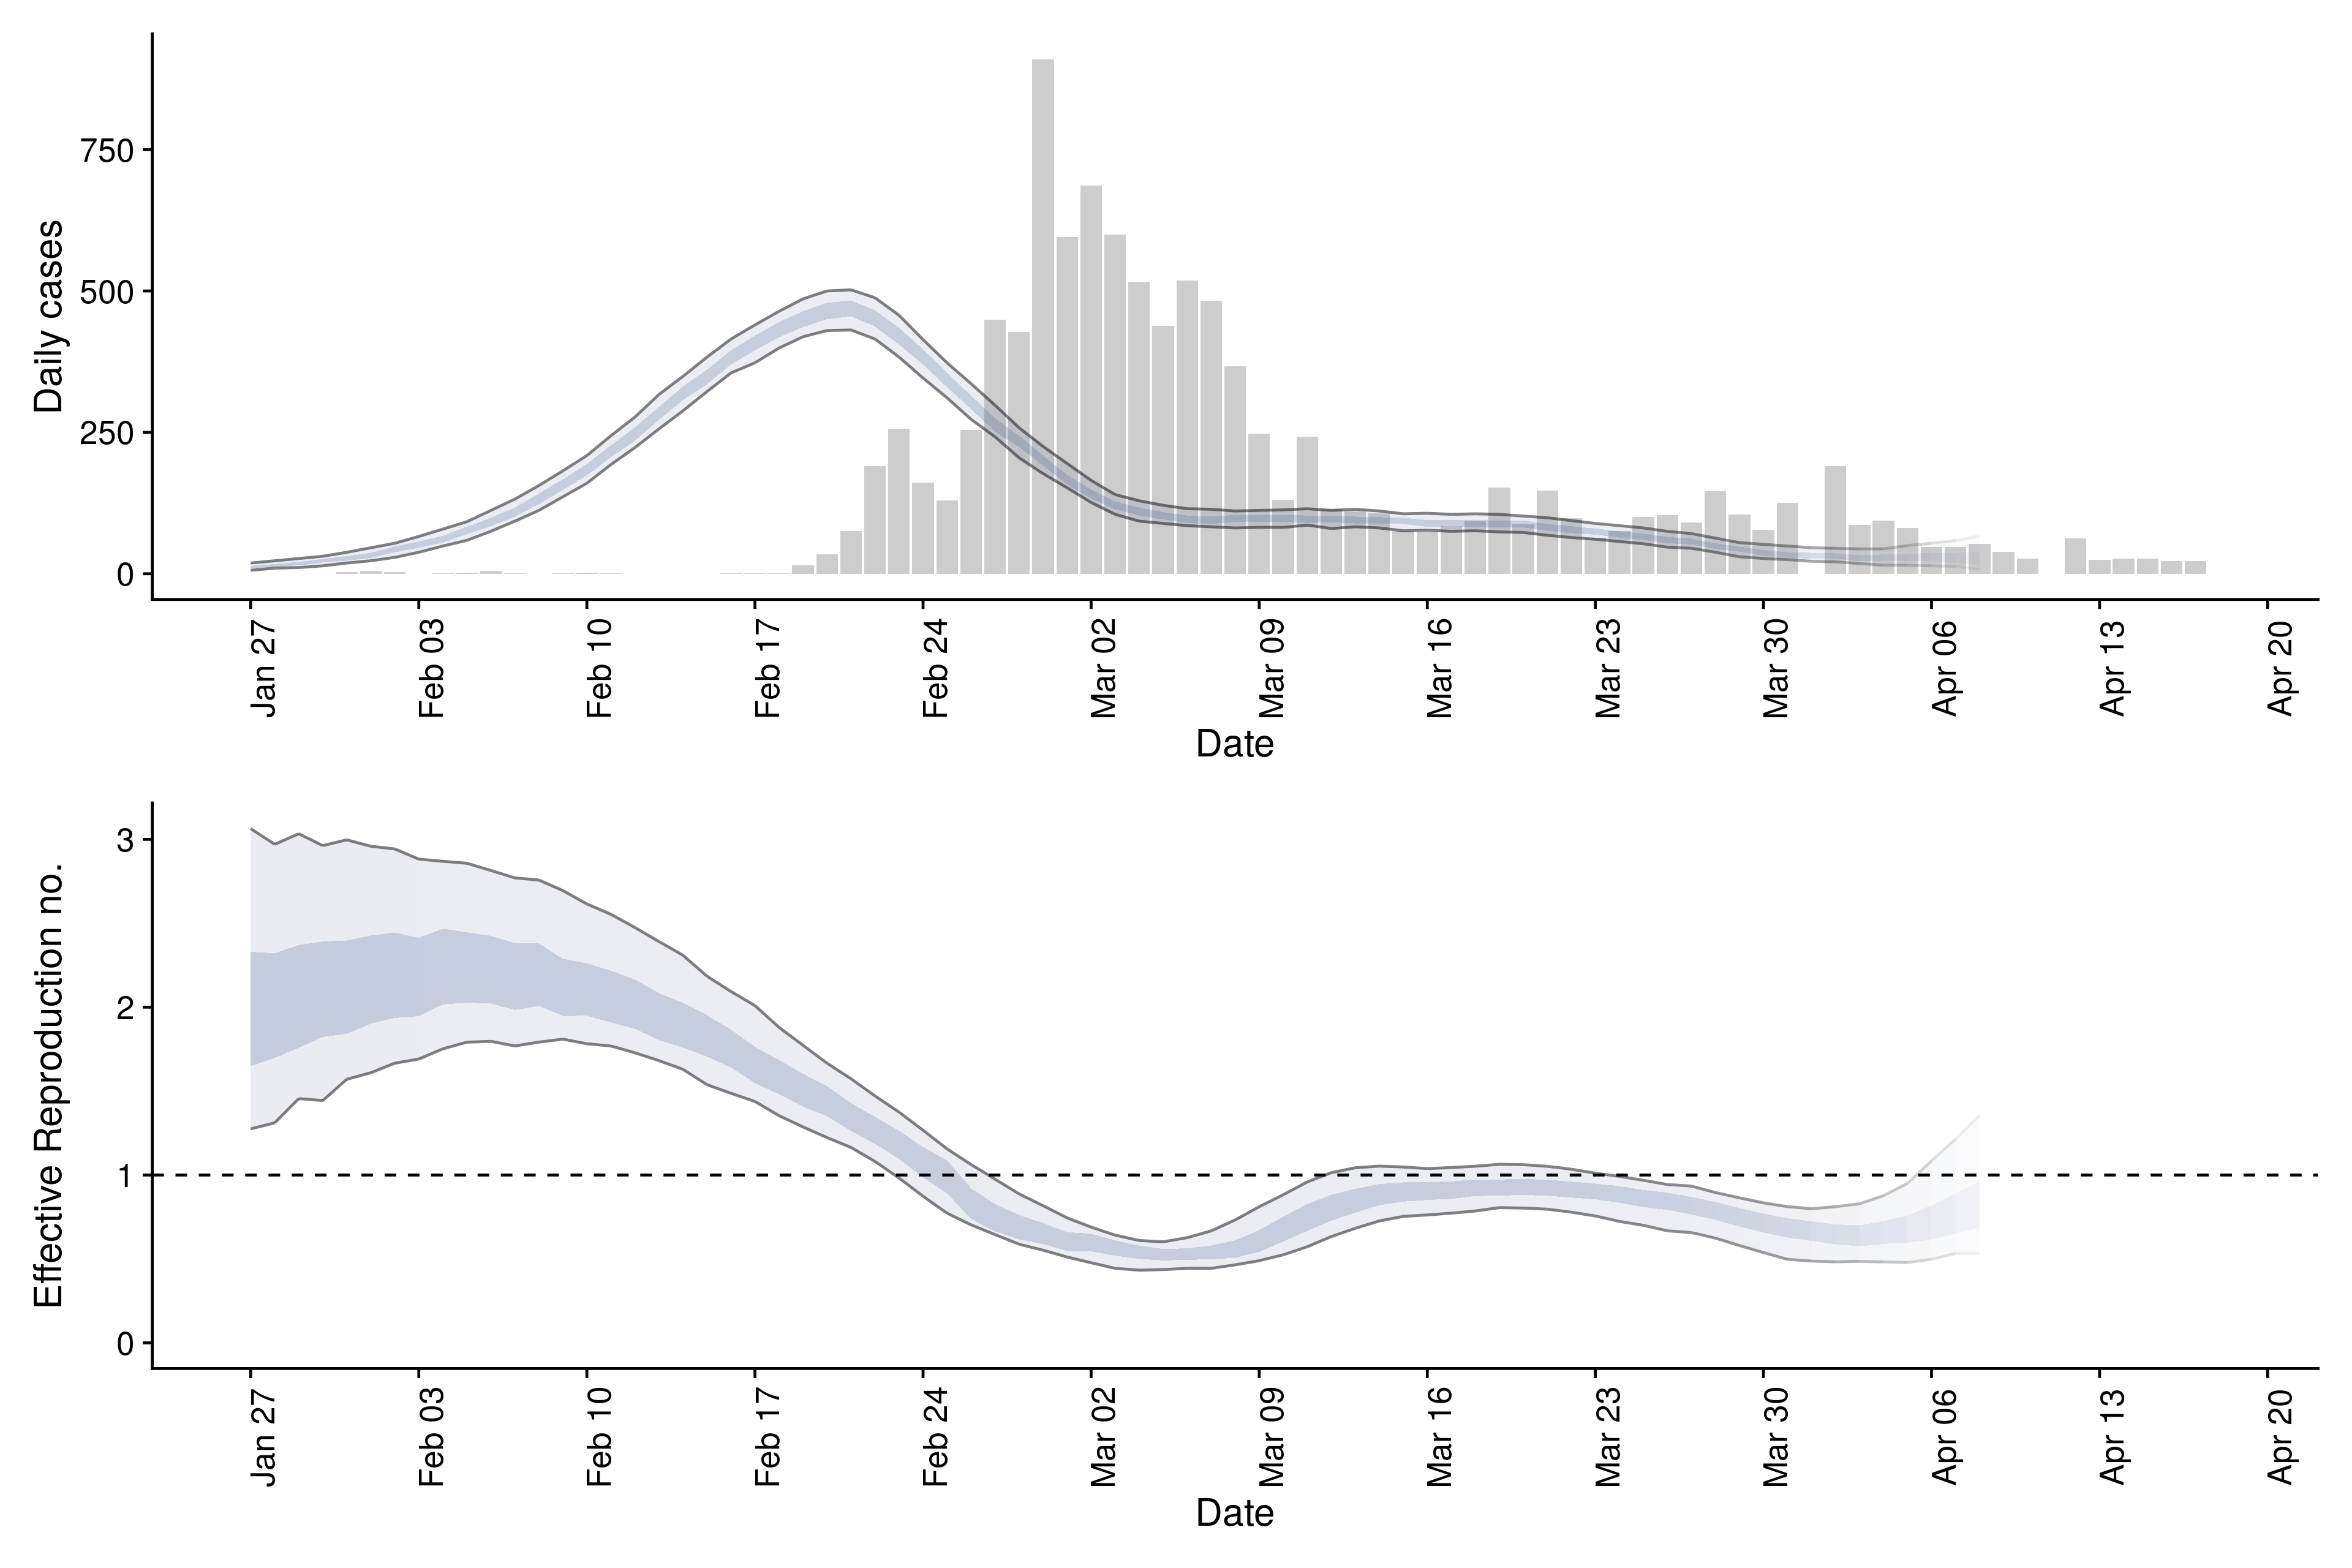 Daily cases
750
500
250
0
Jan 27
Feb 03
Feb 10
Feb 17
Feb 24
Mar 02
Mar 09
Mar 16
Mar 23
Mar 30
Apr 06
Apr 13
Apr 20
Date
Effective Reproduction no.
3
2
1
0
Jan 27
Feb 03
Feb 10
Feb 17
Feb 24
Mar 02
Mar 09
Mar 16
Mar 23
Mar 30
Apr 06
Apr 13
Apr 20
Date